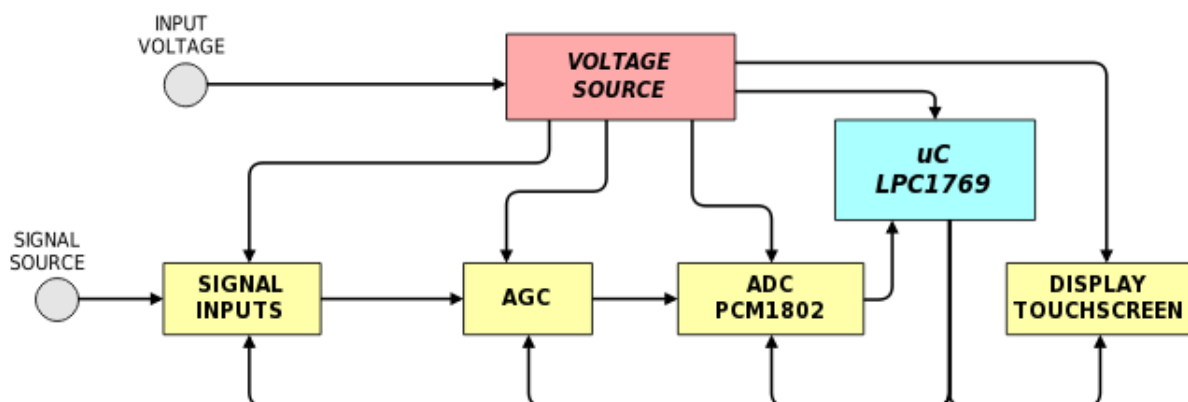 INPUT
VOLTAGE
VOLTAGE
SOURCE
uC
LPC1769
SIGNAL
SOURCE
SIGNAL
INPUTS
AGC
ADC
PCM1802
DISPLAY
TOUCHSCREEN